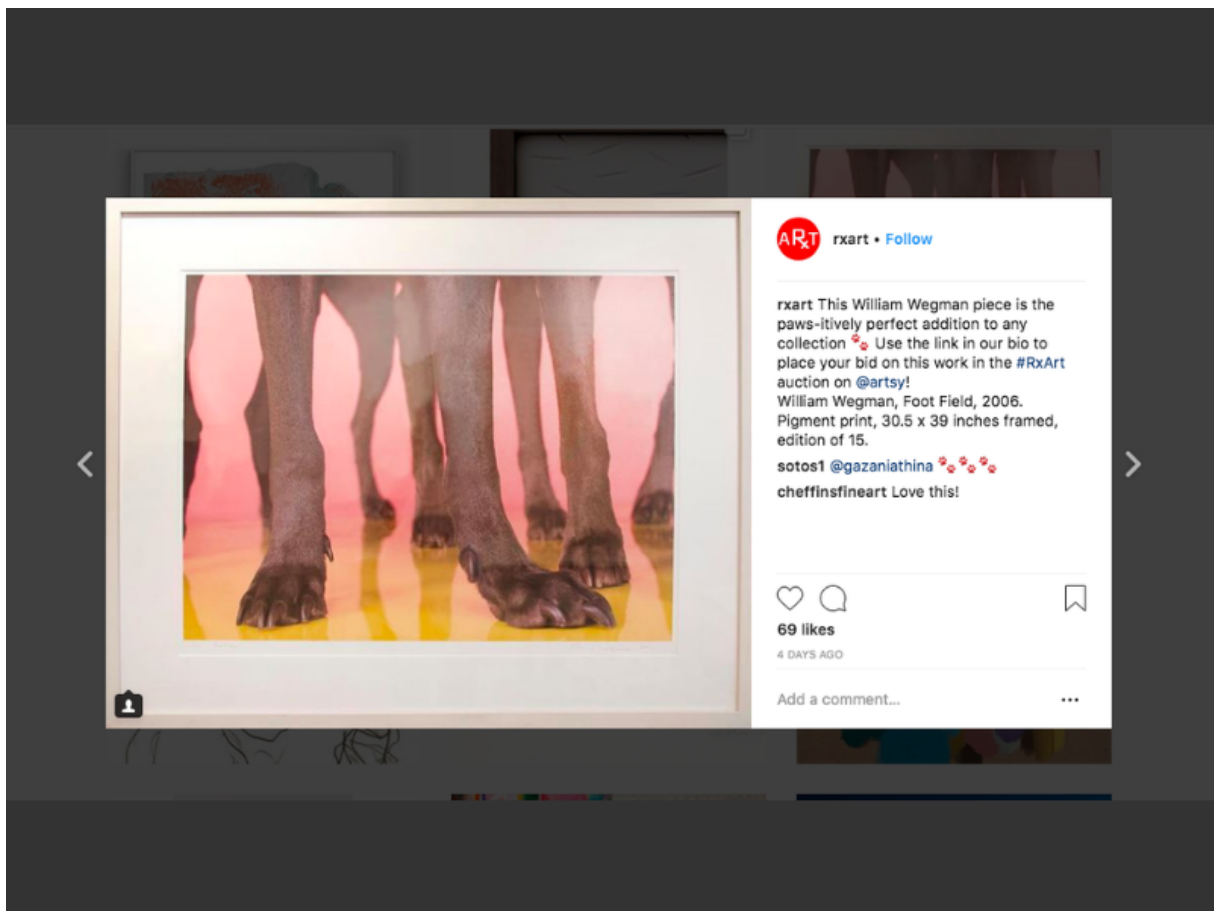 ARxT
rxart • Follow
rxart This William Wegman piece is the
paws-itively perfect addition to any
collection 🐾 Use the link in our bio to
place your bid on this work in the #RxArt
auction on @artsy!
William Wegman, Foot Field, 2006.
Pigment print, 30.5 x 39 inches framed,
edition of 15.
sotos1 @gazaniathina 🐾🐾🐾
cheffinsfineart Love this!
69 likes
4 DAYS AGO
Add a comment...